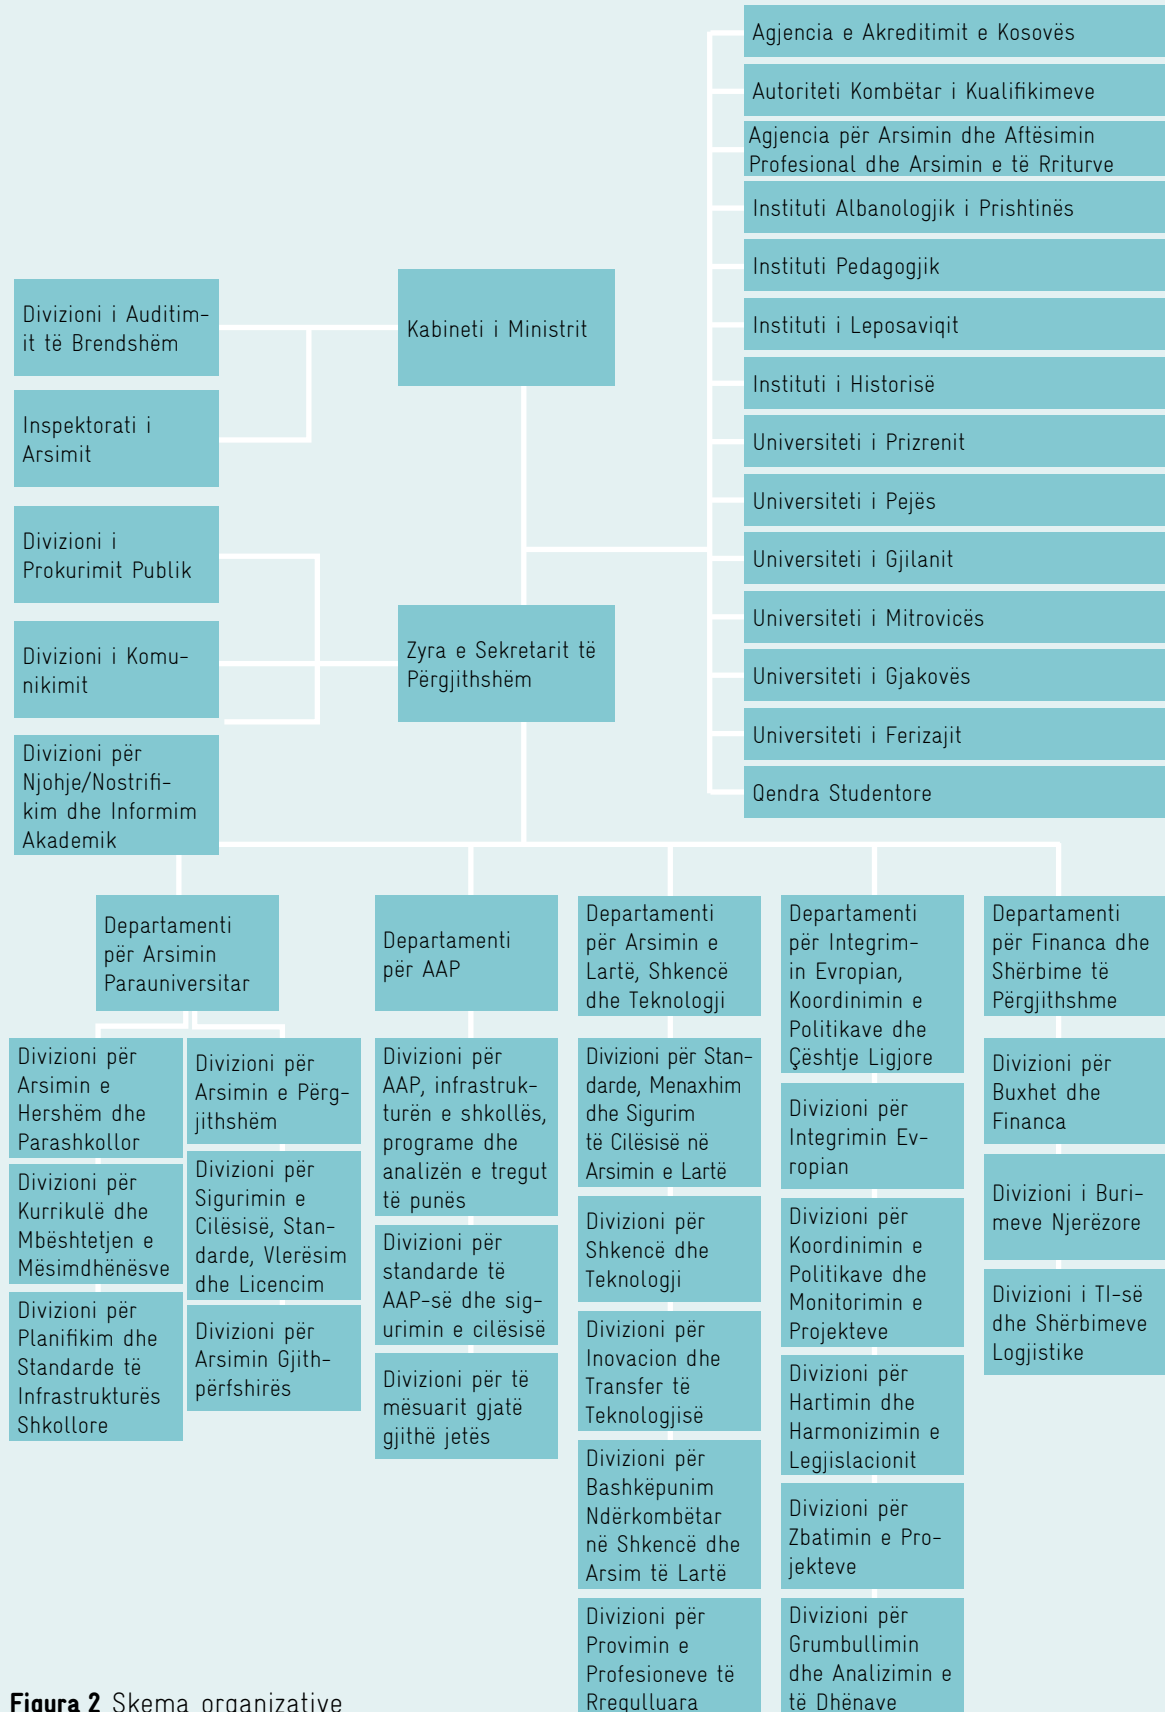 Agjencia e Akreditimit e Kosovës
Autoriteti Kombëtar i Kualifikimeve
Agjencia për Arsimin dhe Aftësimin
Profesional dhe Arsimin e të Rriturve
Instituti Albanologjik i Prishtinës
Instituti Pedagogjik
Instituti i Leposaviqit
Instituti i Historisë
Universiteti i Prizrenit
Universiteti i Pejës
Universiteti i Gjilanit
Universiteti i Mitrovicës
Universiteti i Gjakovës
Universiteti i Ferizajit
Qendra Studentore
Divizioni i Auditim-
it të Brendshëm
Kabineti i Ministrit
Inspektorati i
Arsimit
Divizioni i
Prokurimit Publik
Divizioni i Komu-
nikimit
Zyra e Sekretarit të
Përgjithshëm
Divizioni për
Njohje/Nostrifi-
kim dhe Informim
Akademik
Departamenti
për Arsimin
Parauniversitar
Divizioni për
Arsimin e
Hershëm dhe
Parashkollor
Divizioni për
Kurrikulë dhe
Mbështetjen e
Mësimdhënësve
Divizioni për
Planifikim dhe
Standarde të
Infrastrukturës
Shkollore
Divizioni për
Arsimin e Përg-
jithshëm
Divizioni për
Sigurimin e
Cilësisë, Stan-
darde, Vlerësim
dhe Licencim
Divizioni për
Arsimin Gjith-
përfshirës
Departamenti
për AAP
Divizioni për
AAP, infrastruk-
turën e shkollës,
programe dhe
analizën e tregut
të punës
Divizioni për
standarde të
AAP-së dhe sig-
urimin e cilësisë
Divizioni për të
mësuarit gjatë
gjithë jetës
Departamenti
për Arsimin e
Lartë, Shkencë
dhe Teknologji
Divizioni për Stan-
darde, Menaxhim
dhe Sigurim
të Cilësisë në
Arsimin e Lartë
Divizioni për
Shkencë dhe
Teknologji
Divizioni për
Inovacion dhe
Transfer të
Teknologjisë
Divizioni për
Bashkëpunim
Ndërkombëtar
në Shkencë dhe
Arsim të Lartë
Divizioni për
Provimin e
Profesioneve të
Rregulluara
Departamenti
për Integrim-
in Evropian,
Koordinimin e
Politikave dhe
Çështje Ligjore
Divizioni për
Integrimin Ev-
ropian
Divizioni për
Koordinimin e
Politikave dhe
Monitorimin e
Projekteve
Divizioni për
Hartimin dhe
Harmonizimin e
Legjislacionit
Divizioni për
Zbatimin e Pro-
jekteve
Divizioni për
Grumbullimin
dhe Analizimin e
të Dhënave
Departamenti
për Financa dhe
Shërbime të
Përgjithshme
Divizioni për
Buxhet dhe
Financa
Divizioni i Buri-
meve Njerëzore
Divizioni i TI-së
dhe Shërbimeve
Logjistike
Figura 2 Skema organizative